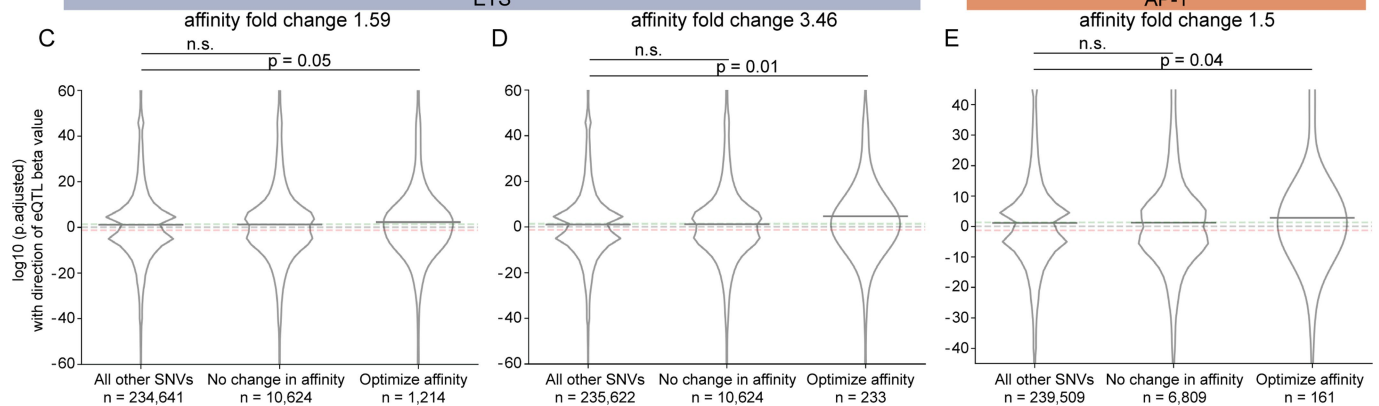 ETS
AP-1
affinity fold change 1.59
affinity fold change 3.46
affinity fold change 1.5
C
n.s.
p = 0.05
log10 (p.adjusted)
with direction of eQTL beta value
60
40
20
0
-20
-40
-60
All other SNVs
n = 234,641
No change in affinity
n = 10,624
Optimize affinity
n = 1,214
D
n.s.
p = 0.01
60
40
20
0
-20
-40
-60
All other SNVs
n = 235,622
No change in affinity
n = 10,624
Optimize affinity
n = 233
E
n.s.
p = 0.04
40
30
20
10
0
-10
-20
-30
-40
All other SNVs
n = 239,509
No change in affinity
n = 6,809
Optimize affinity
n = 161